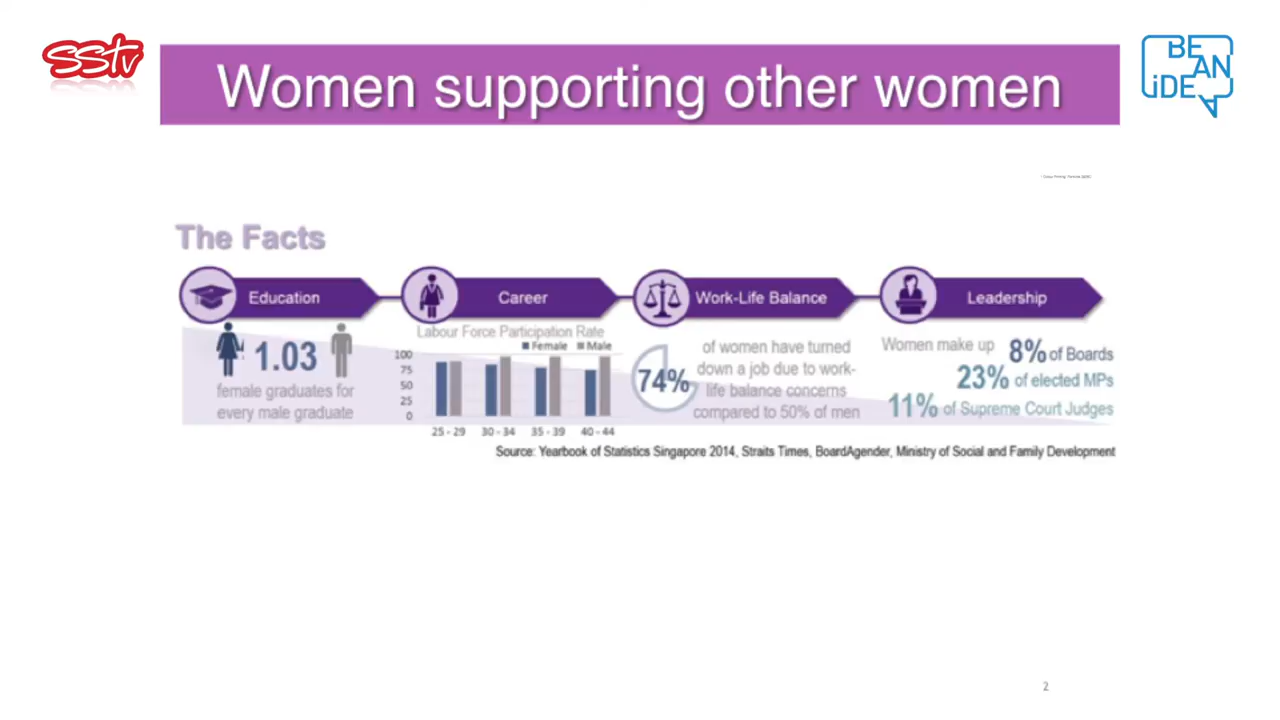 SStv
BE
AN
iDEA
Women supporting other women
The Facts
Education
Career
Work-Life Balance
Leadership
1.03
female graduates for
every male graduate
Labour Force Participation Rate
Female Male
100
75
50
25
0
25 - 29 30 - 34 35 - 39 40 - 44
74%
of women have turned
down a job due to work-
life balance concerns
compared to 50% of men
Women make up
8% of Boards
23% of elected MPs
11% of Supreme Court Judges
Source: Yearbook of Statistics Singapore 2014, Straits Times, BoardAgender, Ministry of Social and Family Development
2